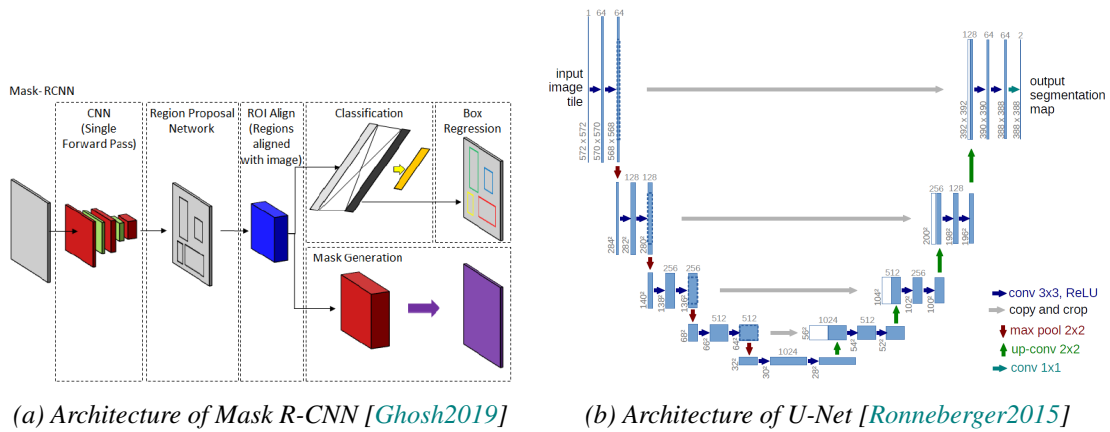 Mask- RCNN
CNN
(Single
Forward Pass)
Region Proposal
Network
ROI Align
(Regions
aligned
with image)
Classification
Box
Regression
Mask Generation
(a) Architecture of Mask R-CNN [Ghosh2019]
input
image
tile
1
64
64
572 x 572
570 x 570
568 x 568
128
128
284²
282²
280²
256
256
140²
138²
136²
512
512
68²
66²
64²
1024
32²
30²
28²
1024
512
56²
54²
52²
512
256
104²
102²
100²
256
128
200²
198²
196²
128
64
64
2
392 x 392
390 x 390
388 x 388
388 x 388
output
segmentation
map
conv 3x3, ReLU
copy and crop
max pool 2x2
up-conv 2x2
conv 1x1
(b) Architecture of U-Net [Ronneberger2015]